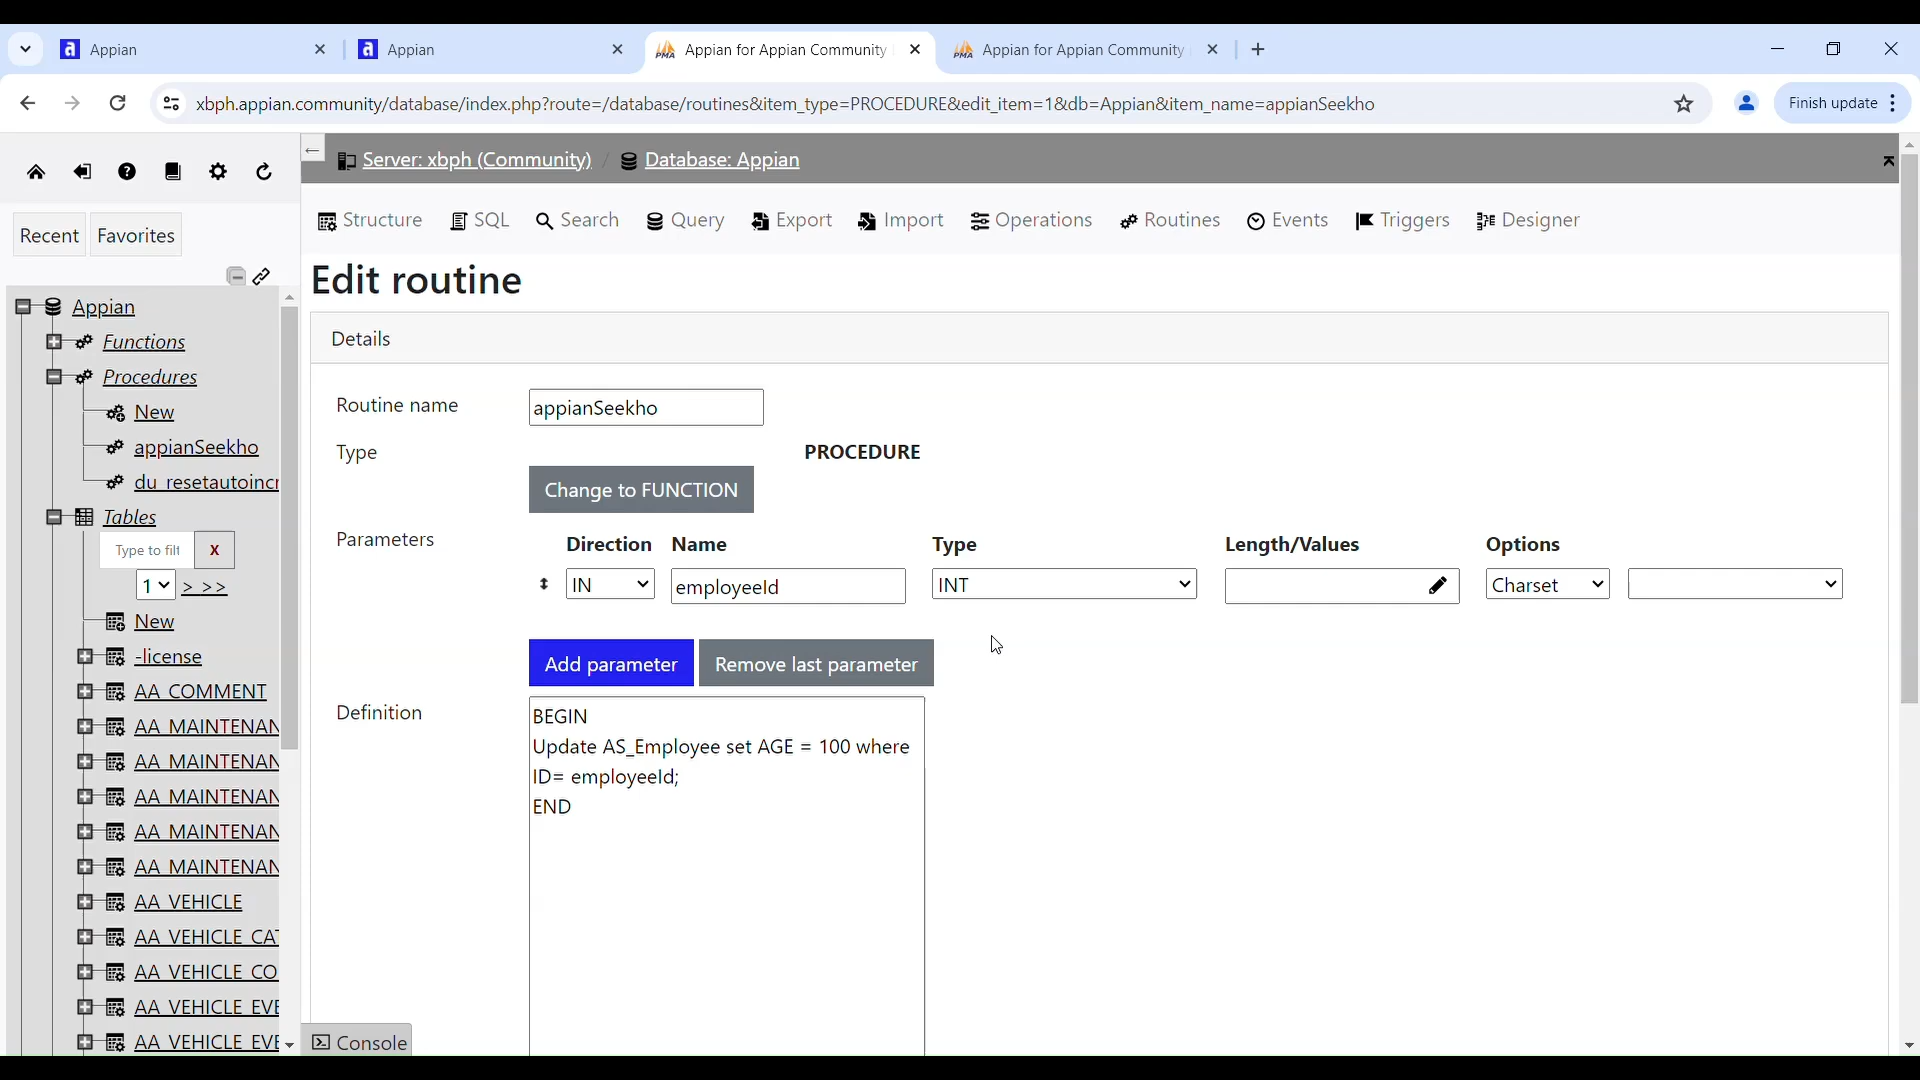 Appian
Appian
Appian for Appian Community
Appian for Appian Community
xbph.appian.community/database/index.php?route=/database/routines&item_type=PROCEDURE&edit_item=1&db=Appian&item_name=appianSeekho
Finish update
Server: xbph (Community) / Database: Appian
Structure SQL Search Query Export Import Operations Routines Events Triggers Designer
Recent Favorites
Appian
Functions
Procedures
New
appianSeekho
du_resetautoincr
Tables
Type to filt X
1 > >>
New
-license
AA_COMMENT
AA_MAINTENAN
AA_MAINTENAN
AA_MAINTENAN
AA_MAINTENAN
AA_MAINTENAN
AA_VEHICLE
AA_VEHICLE_CAT
AA_VEHICLE_CO
AA_VEHICLE_EVE
AA_VEHICLE_EVE
Edit routine
Details
Routine name appianSeekho
Type PROCEDURE
Change to FUNCTION
Parameters
Direction Name Type Length/Values Options
IN employeeId INT Charset
Add parameter Remove last parameter
Definition
BEGIN
Update AS_Employee set AGE = 100 where
ID= employeeId;
END
Console